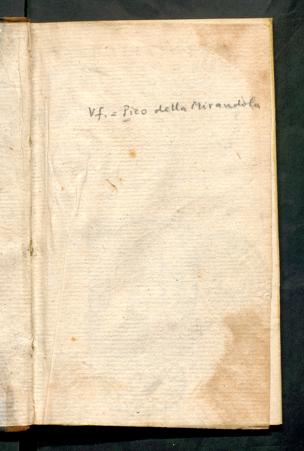 Vf. = Pico della Mirandola